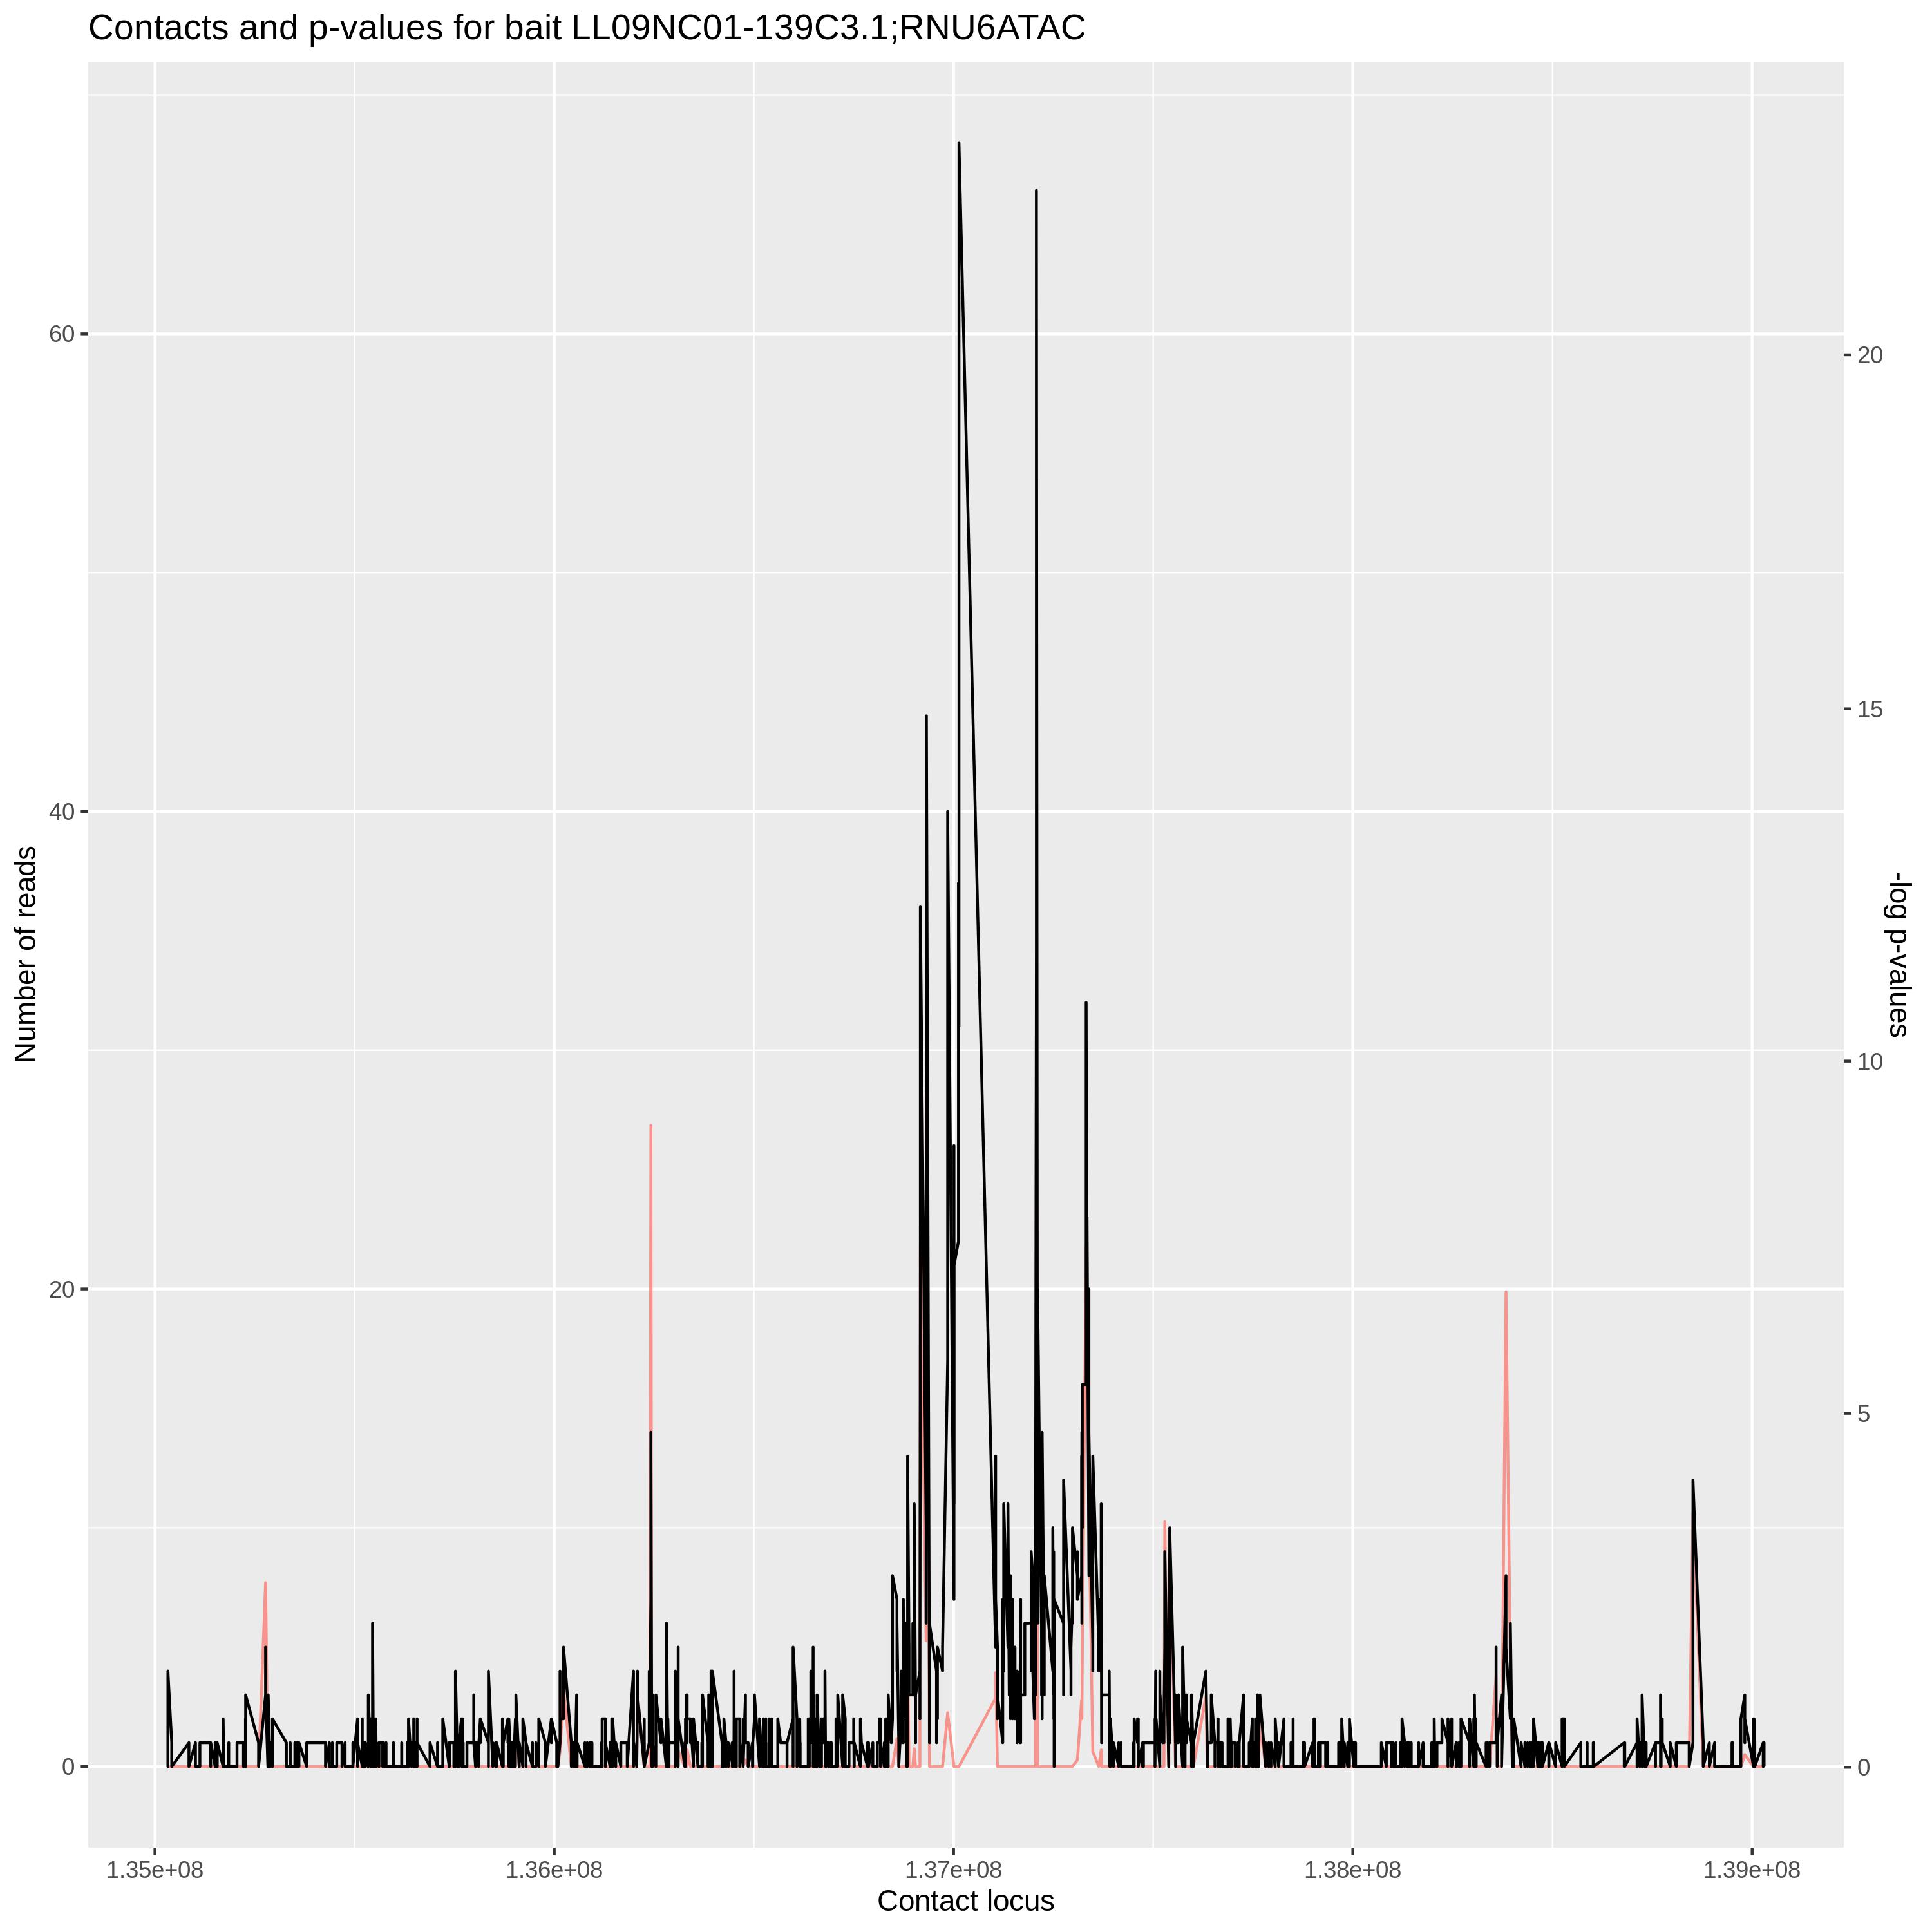 Contacts and p-values for bait LL09NC01-139C3.1;RNU6ATAC
60
40
20
0
Number of reads
20
15
10
5
0
-log p-values
1.35e+08 1.36e+08 1.37e+08 1.38e+08 1.39e+08
Contact locus